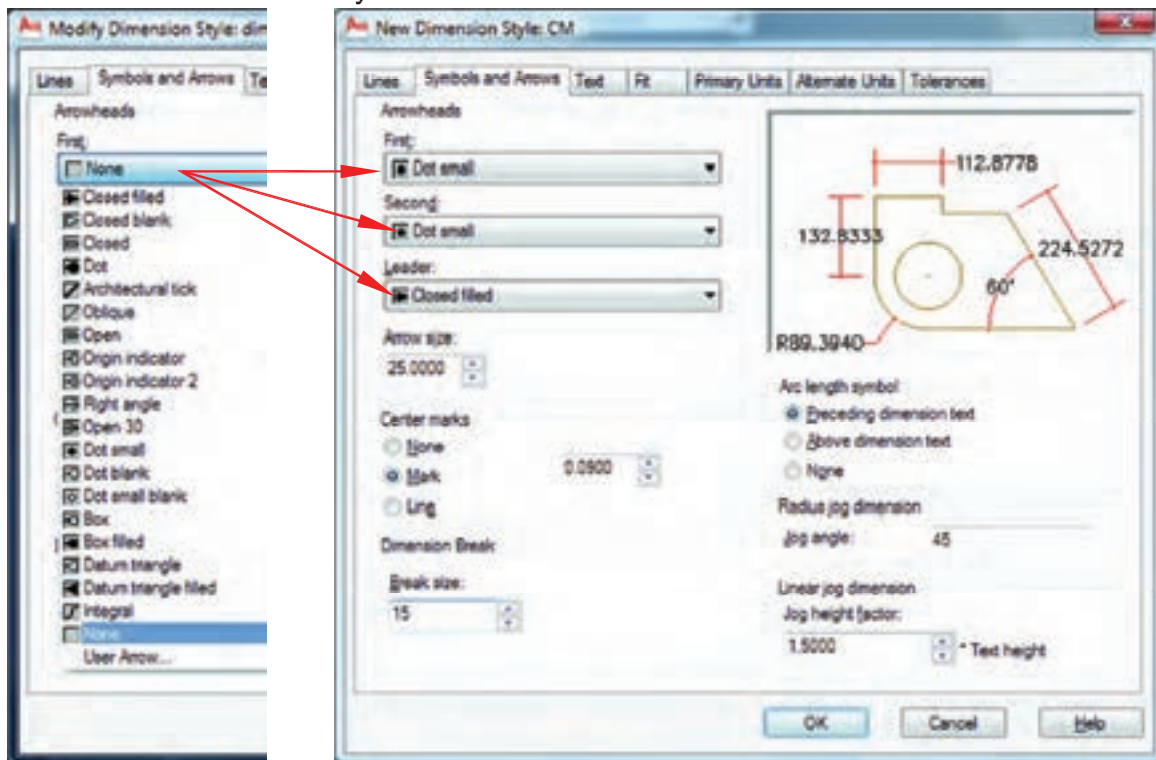 Modify Dimension Style: dim
Lines Symbols and Arrows Te
Arrowheads
First:
None
Closed filled
Closed blank
Closed
Dot
Architectural tick
Oblique
Open
Origin indicator
Origin indicator 2
Right angle
Open 30
Dot small
Dot blank
Dot small blank
Box
Box filled
Datum triangle
Datum triangle filled
Integral
None
User Arrow...
New Dimension Style: CM
Lines Symbols and Arrows Text Fit Primary Units Alternate Units Tolerances
Arrowheads
First:
Dot small
Second:
Dot small
Leader:
Closed filled
Arrow size:
25.0000
Center marks
None
Mark
0.0900
Line
Dimension Break
Break size:
15
112.8778
132.8333
224.5272
60°
R89.3940
Arc length symbol
Preceding dimension text
Above dimension text
None
Radius jog dimension
Jog angle: 45
Linear jog dimension
Jog height factor:
1.5000 * Text height
OK Cancel Help